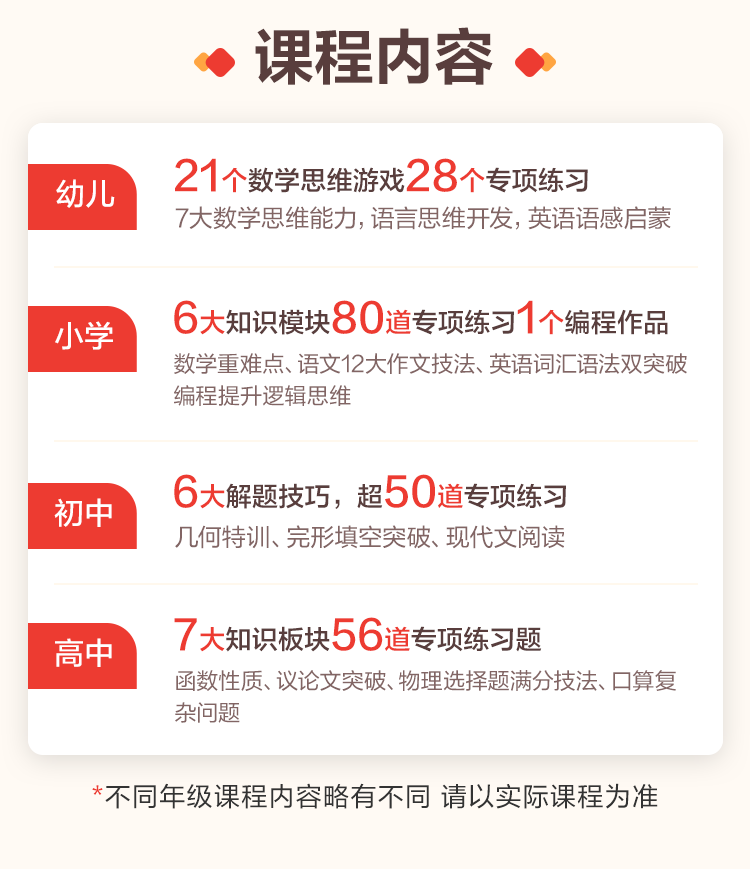 课程内容
幼儿
21个数学思维游戏28个专项练习
7大数学思维能力, 语言思维开发, 英语语感启蒙
小学
6大知识模块80道专项练习1个编程作品
数学重难点、语文12大作文技法、英语词汇语法双突破
编程提升逻辑思维
初中
6大解题技巧，超50道专项练习
几何特训、完形填空突破、现代文阅读
高中
7大知识板块56道专项练习题
函数性质、议论文突破、物理选择题满分技法、口算复
杂问题
*不同年级课程内容略有不同 请以实际课程为准